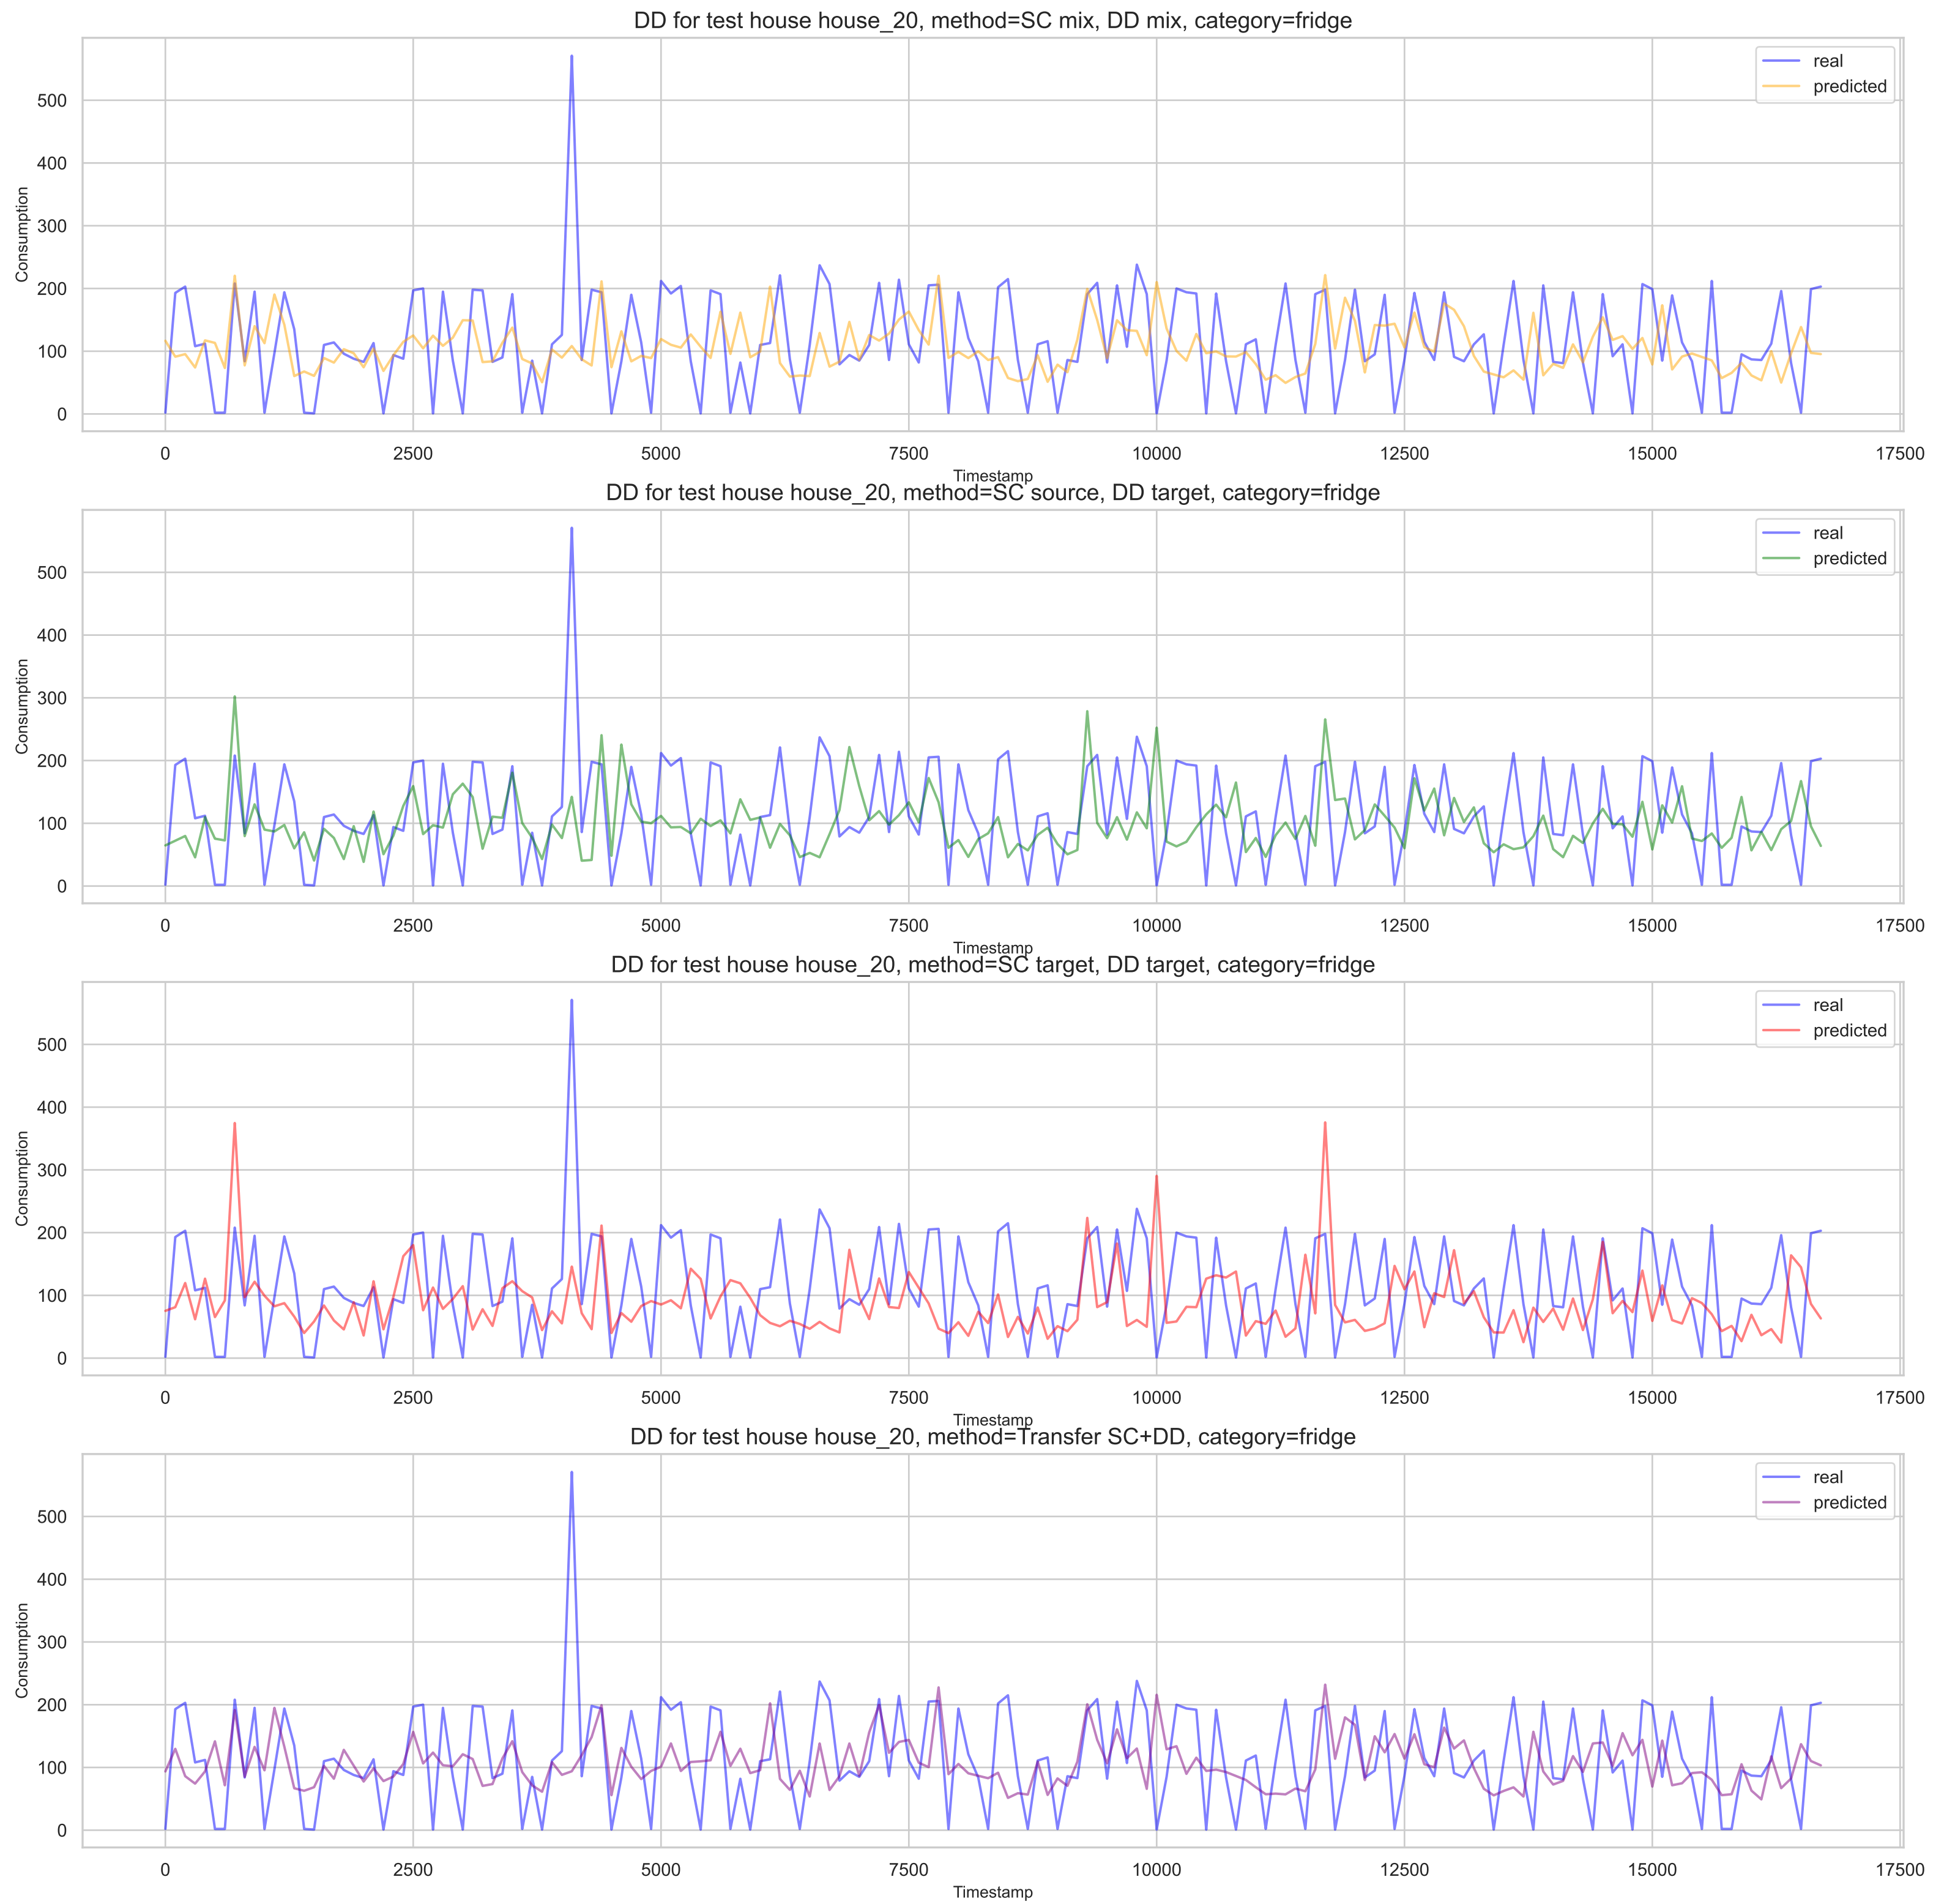 DD for test house house_20, method=SC mix, DD mix, category=fridge
real
predicted
500
400
300
200
100
0
Consumption
0 2500 5000 7500 10000 12500 15000 17500
Timestamp
DD for test house house_20, method=SC source, DD target, category=fridge
real
predicted
500
400
300
200
100
0
Consumption
0 2500 5000 7500 10000 12500 15000 17500
Timestamp
DD for test house house_20, method=SC target, DD target, category=fridge
real
predicted
500
400
300
200
100
0
Consumption
0 2500 5000 7500 10000 12500 15000 17500
Timestamp
DD for test house house_20, method=Transfer SC+DD, category=fridge
real
predicted
500
400
300
200
100
0
Consumption
0 2500 5000 7500 10000 12500 15000 17500
Timestamp